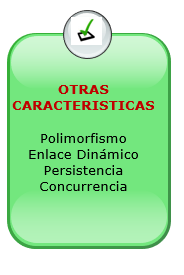 OTRAS
CARACTERISTICAS
Polimorfismo
Enlace Dinámico
Persistencia
Concurrencia